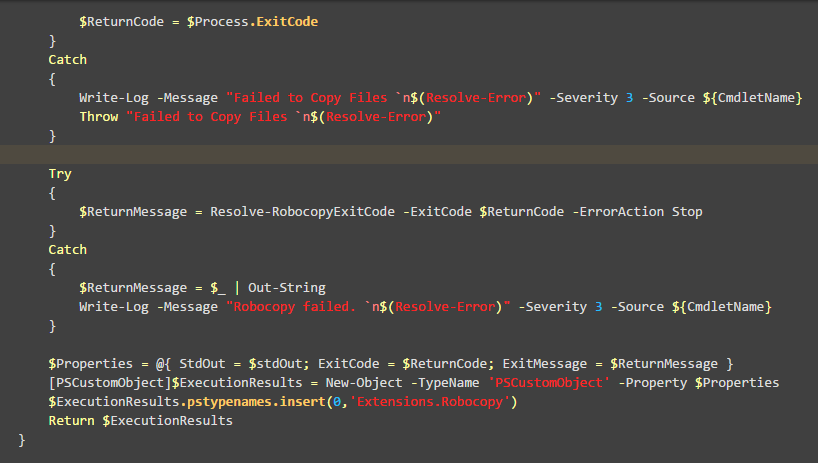 $ReturnCode = $Process.ExitCode
}
Catch
{
Write-Log -Message "Failed to Copy Files `n$(Resolve-Error)" -Severity 3 -Source ${CmdletName}
Throw "Failed to Copy Files `n$(Resolve-Error)"
}
Try
{
$ReturnMessage = Resolve-RobocopyExitCode -ExitCode $ReturnCode -ErrorAction Stop
}
Catch
{
$ReturnMessage = $_ | Out-String
Write-Log -Message "Robocopy failed. `n$(Resolve-Error)" -Severity 3 -Source ${CmdletName}
}
$Properties = @{ StdOut = $stdOut; ExitCode = $ReturnCode; ExitMessage = $ReturnMessage }
[PSCustomObject]$ExecutionResults = New-Object -TypeName 'PSCustomObject' -Property $Properties
$ExecutionResults.pstypenames.insert(0,'Extensions.Robocopy')
Return $ExecutionResults
}